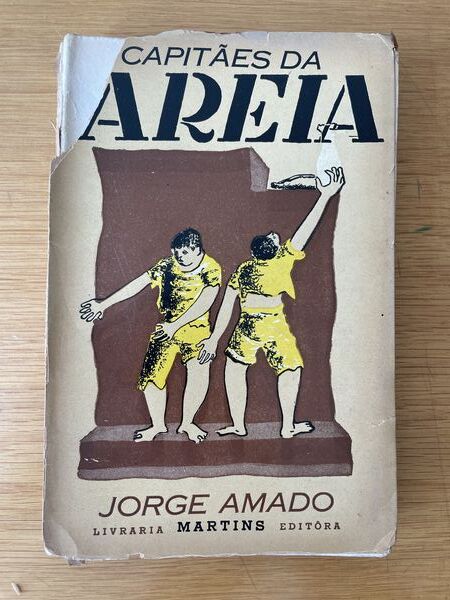 CAPITÃES DA
AREIA
JORGE AMADO
LIVRARIA MARTINS EDITÔRA